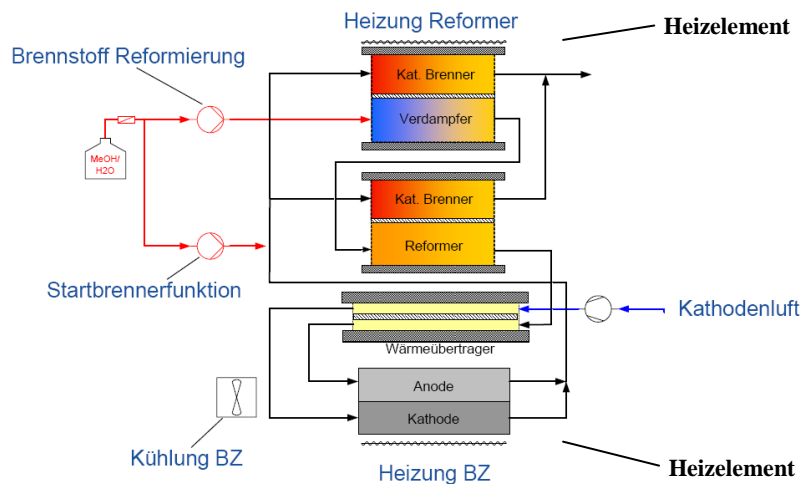 Heizung Reformer
Heizelement
Brennstoff Reformierung
Kat. Brenner
Verdampfer
MeOH/
H2O
Kat. Brenner
Reformer
Startbrennerfunktion
Kathodenluft
Wärmeübertrager
Anode
Kathode
Kühlung BZ
Heizung BZ
Heizelement